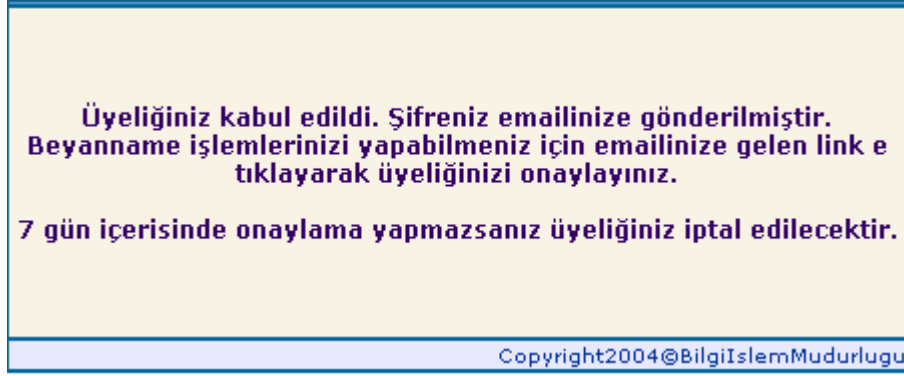 Üyeliğiniz kabul edildi. Şifreniz emailinize gönderilmiştir.
Beyanname işlemlerinizi yapabilmeniz için emailinize gelen link e
tıklayarak üyeliğinizi onaylayınız.
7 gün içerisinde onaylama yapmazsanız üyeliğiniz iptal edilecektir.
Copyright2004@BilgiIslemMudurlugu